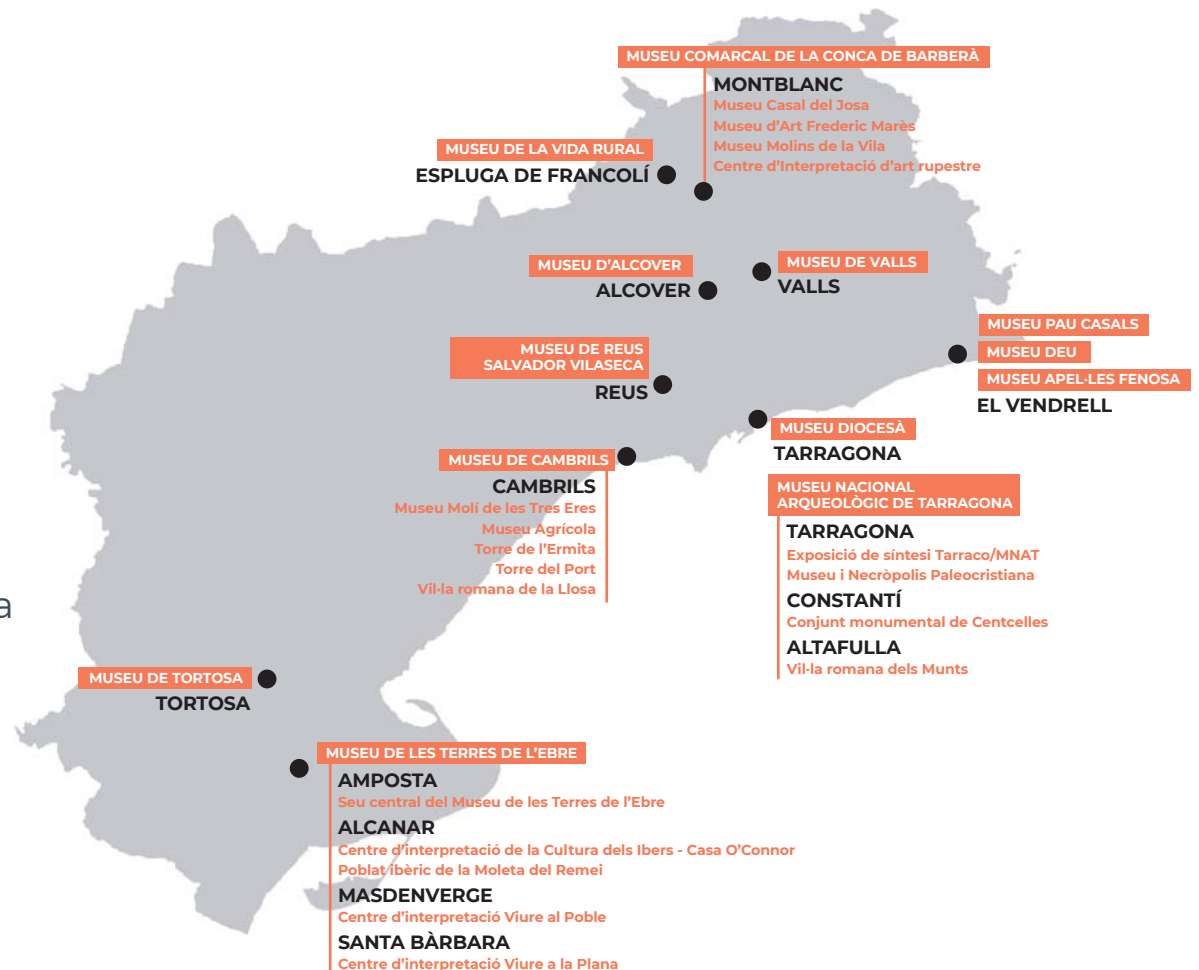 MUSEU COMARCAL DE LA CONCA DE BARBERÀ
MONTBLANC
Museu Casal del Josa
Museu d'Art Frederic Marès
Museu Molins de la Vila
Centre d'Interpretació d'art rupestre
MUSEU DE LA VIDA RURAL
ESPLUGA DE FRANCOLÍ
MUSEU D'ALCOVER
ALCOVER
MUSEU DE VALLS
VALLS
MUSEU PAU CASALS
MUSEU DEU
MUSEU APEL·LES FENOSA
EL VENDRELL
MUSEU DE REUS
SALVADOR VILASECA
REUS
MUSEU DIOCESÀ
TARRAGONA
MUSEU DE CAMBRILS
CAMBRILS
Museu Molí de les Tres Eres
Museu Agrícola
Torre de l'Ermita
Torre del Port
Vil·la romana de la Llosa
MUSEU NACIONAL
ARQUEOLÒGIC DE TARRAGONA
TARRAGONA
Exposició de síntesi Tarraco/MNAT
Museu i Necròpolis Paleocristiana
CONSTANTÍ
Conjunt monumental de Centcelles
ALTAFULLA
Vil·la romana dels Munts
a
MUSEU DE TORTOSA
TORTOSA
MUSEU DE LES TERRES DE L'EBRE
AMPOSTA
Seu central del Museu de les Terres de l'Ebre
ALCANAR
Centre d'interpretació de la Cultura dels Ibers - Casa O'Connor
Poblat ibèric de la Moleta del Remei
MASDENVERGE
Centre d'interpretació Viure al Poble
SANTA BÀRBARA
Centre d'interpretació Viure a la Plana